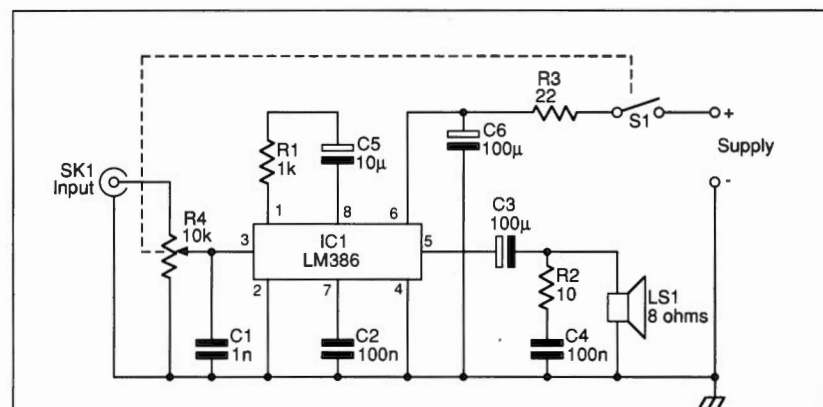 R3
22
S1
+
Supply
-
C6
100μ
C5
10μ
R1
1k
SK1
Input
R4
10k
1
8
6
3
IC1
LM386
5
2
7
4
C3
100μ
R2
10
LS1
8 ohms
C1
1n
C2
100n
C4
100n